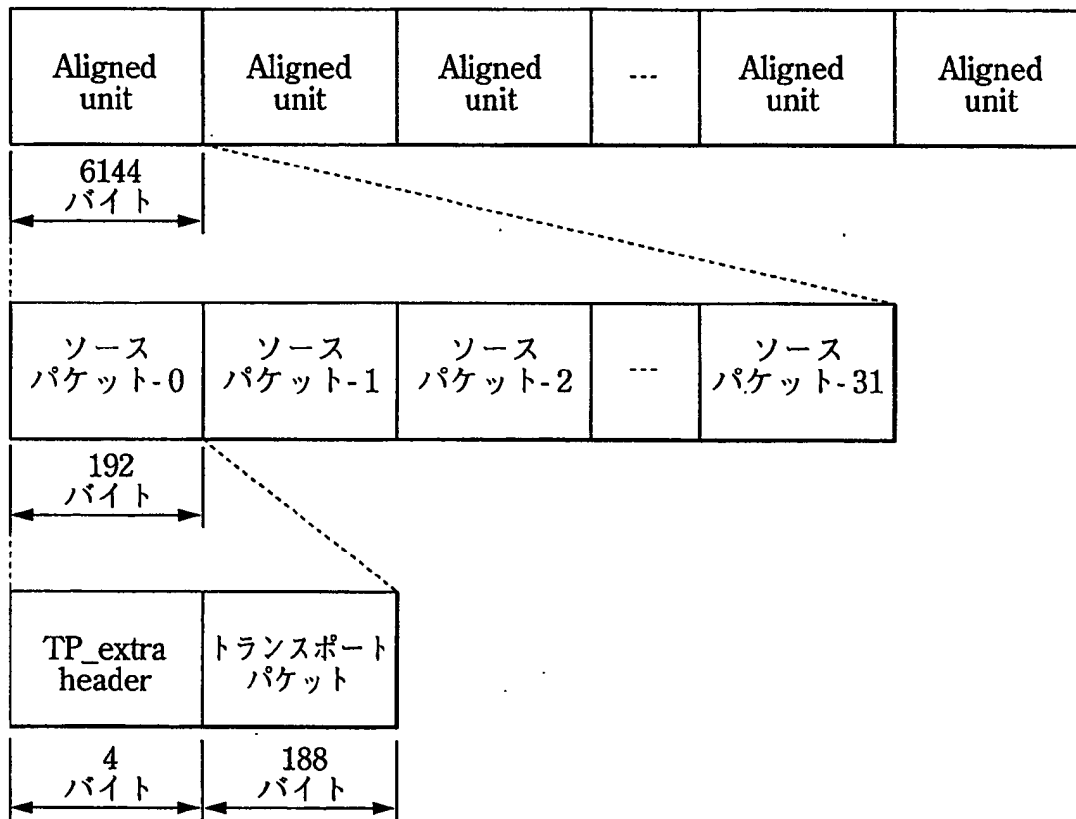 Aligned
unit
Aligned
unit
Aligned
unit
---
Aligned
unit
Aligned
unit
6144
バイト
ソース
パケット-0
ソース
パケット-1
ソース
パケット-2
---
ソース
パケット-31
192
バイト
TP_extra
header
トランスポート
パケット
4
バイト
188
バイト